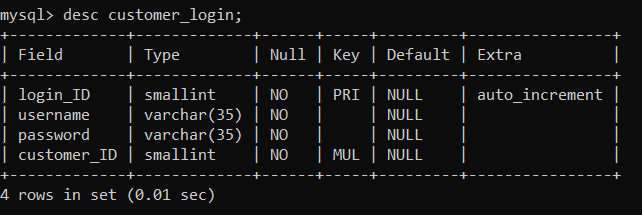 mysql> desc customer_login;
+-------------+-------------+------+-----+---------+----------------+
| Field       | Type        | Null | Key | Default | Extra          |
+-------------+-------------+------+-----+---------+----------------+
| login_ID    | smallint    | NO   | PRI | NULL    | auto_increment |
| username    | varchar(35) | NO   |     | NULL    |                |
| password    | varchar(35) | NO   |     | NULL    |                |
| customer_ID | smallint    | NO   | MUL | NULL    |                |
+-------------+-------------+------+-----+---------+----------------+
4 rows in set (0.01 sec)